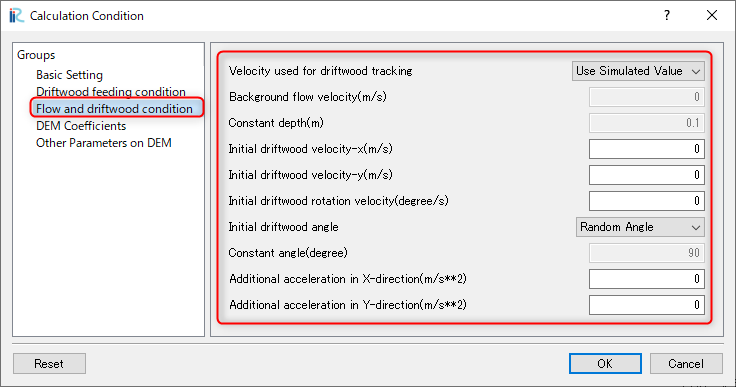 Calculation Condition
Groups
Basic Setting
Driftwood feeding condition
Flow and driftwood condition
DEM Coefficients
Other Parameters on DEM
Velocity used for driftwood tracking Use Simulated Value
Background flow velocity(m/s) 0
Constant depth(m) 0.1
Initial driftwood velocity-x(m/s) 0
Initial driftwood velocity-y(m/s) 0
Initial driftwood rotation velocity(degree/s) 0
Initial driftwood angle Random Angle
Constant angle(degree) 90
Additional acceleration in X-direction(m/s**2) 0
Additional acceleration in Y-direction(m/s**2) 0
Reset OK Cancel